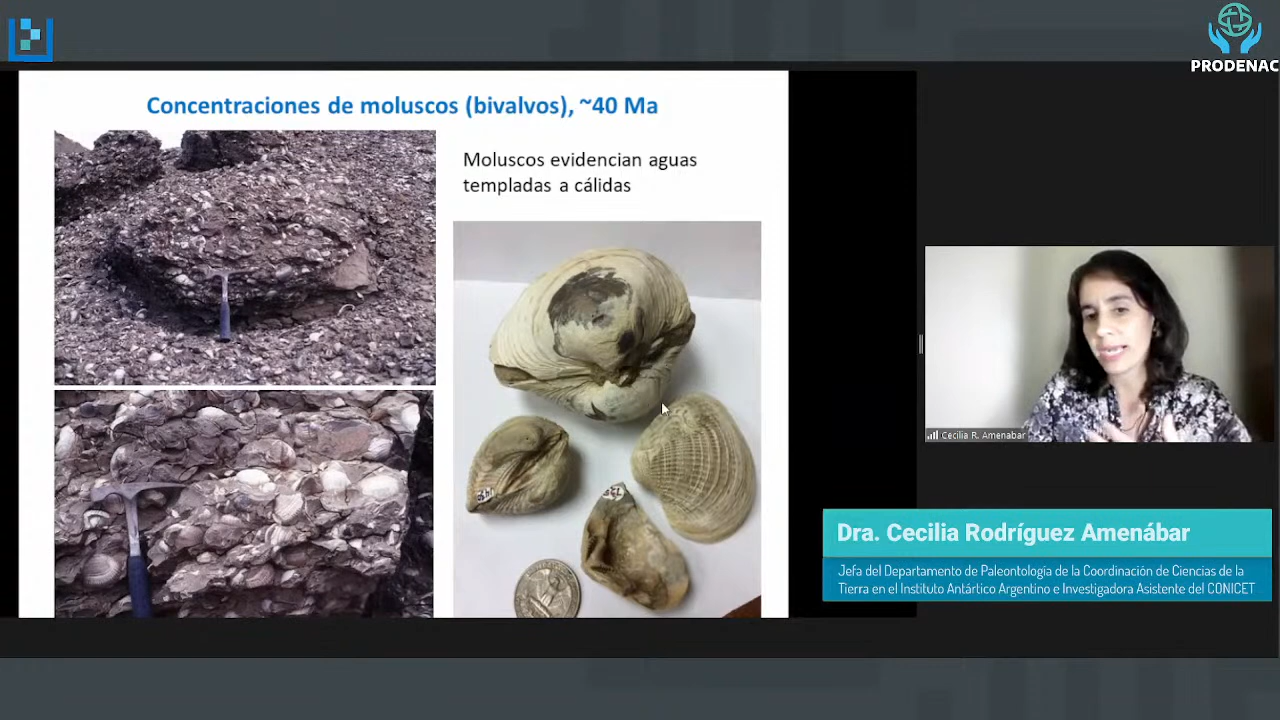 PRODENAC
Concentraciones de moluscos (bivalvos), ~40 Ma
Moluscos evidencian aguas
templadas a cálidas
Cecilia R. Amenabar
Dra. Cecilia Rodríguez Amenábar
Jefa del Departamento de Paleontología de la Coordinación de Ciencias de la
Tierra en el Instituto Antártico Argentino e Investigadora Asistente del CONICET